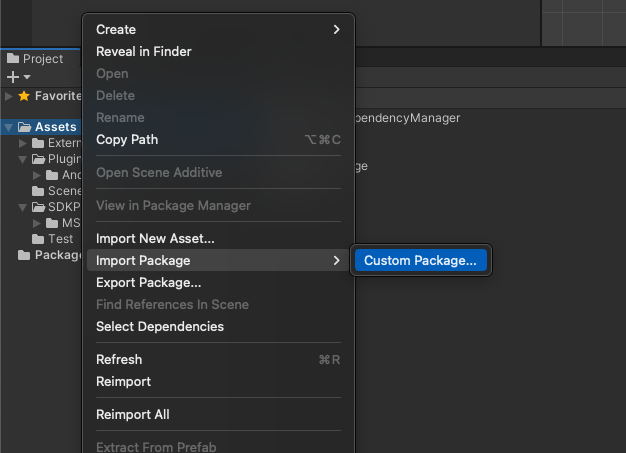 Project
Favorite
Assets
Extern
Plugin
And
Scene
SDKP
MS
Test
Packag
Create
Reveal in Finder
Open
Delete
Rename
Copy Path ⌥⌘C
Open Scene Additive
View in Package Manager
Import New Asset...
Import Package
Export Package...
Find References In Scene
Select Dependencies
Refresh ⌘R
Reimport
Reimport All
Extract From Prefab
Custom Package...
pendencyManager
ge